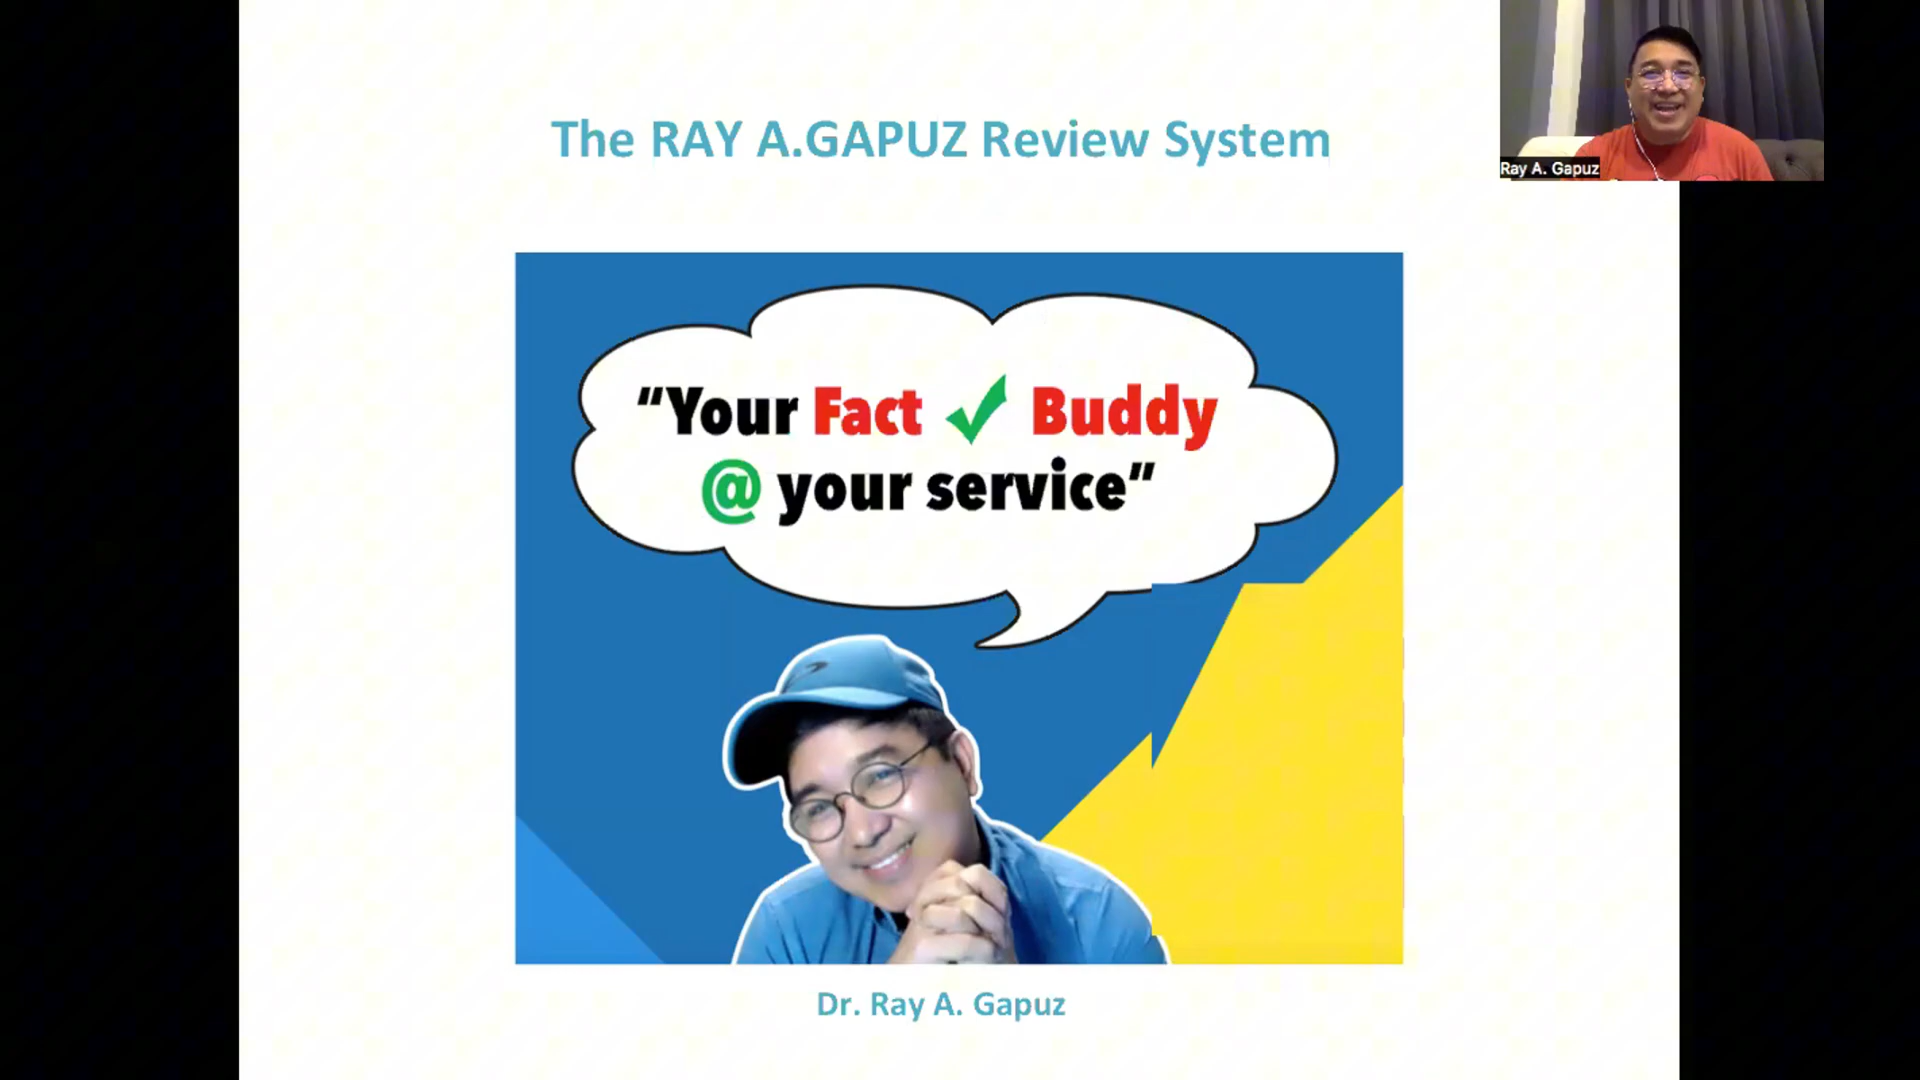 The RAY A.GAPUZ Review System
Ray A. Gapuz
“Your Fact ✓ Buddy
@ your service”
Dr. Ray A. Gapuz